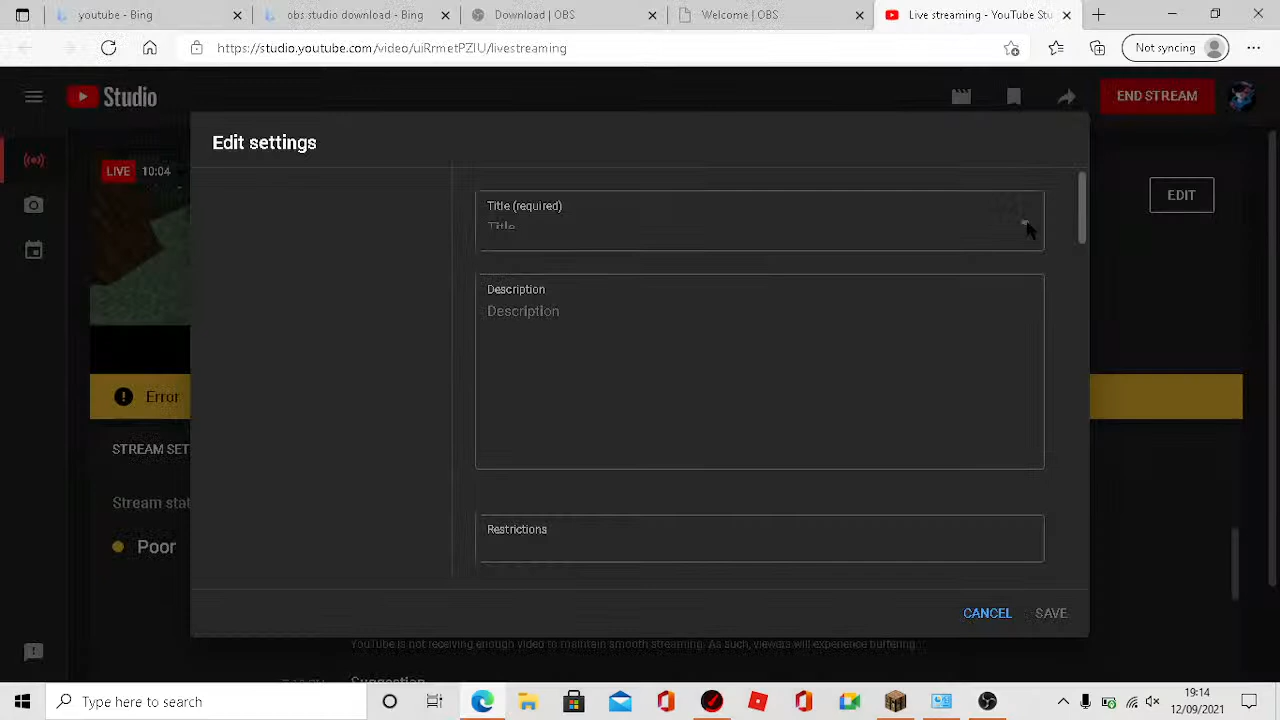 youtube - Bing
obs studio download - Bing
Download | OBS
Welcome | OBS
Live streaming - YouTube Stu
https://studio.youtube.com/video/uiRrmetPZIU/livestreaming
Not syncing
Studio
END STREAM
Edit settings
LIVE 10:04
EDIT
Title (required)
Title
Description
Description
Error
STREAM SET
Stream stat
Poor
Restrictions
CANCEL
SAVE
YouTube is not receiving enough video to maintain smooth streaming. As such, viewers will experience buffering.
Suggestion
Type here to search
19:14
12/09/2021